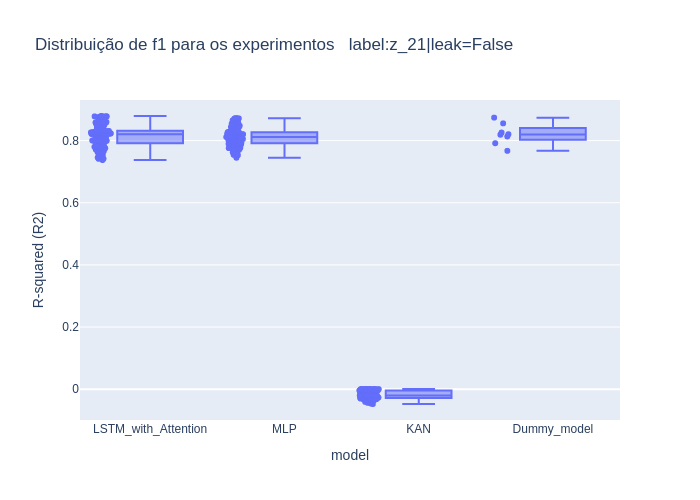 Distribuição de f1 para os experimentos   label:z_21|leak=False
R-squared (R2)
0.8
0.6
0.4
0.2
0
LSTM_with_Attention
MLP
KAN
Dummy_model
model